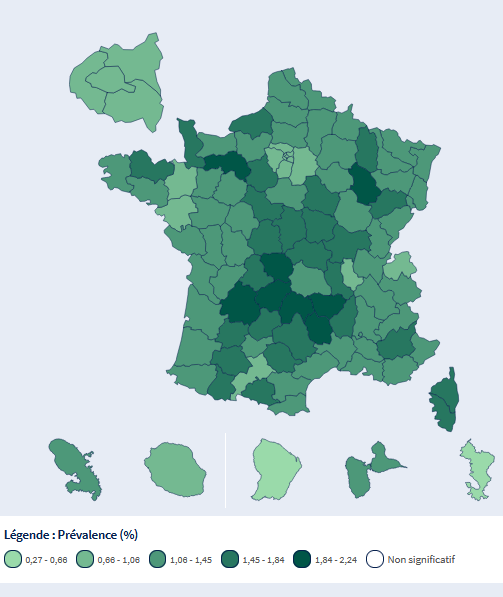 Légende : Prévalence (%)
0,27 - 0,66 0,66 - 1,06 1,06 - 1,45 1,45 - 1,84 1,84 - 2,24 Non significatif